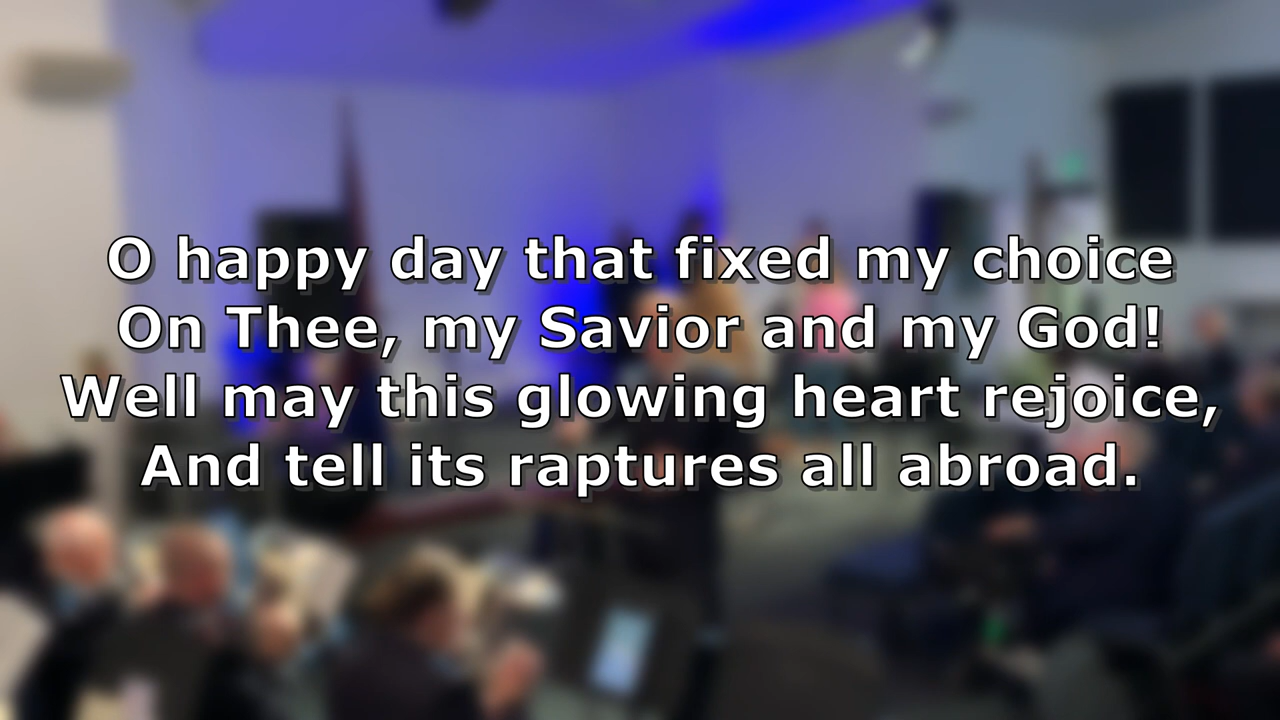 O happy day that fixed my choice
On Thee, my Savior and my God!
Well may this glowing heart rejoice,
And tell its raptures all abroad.